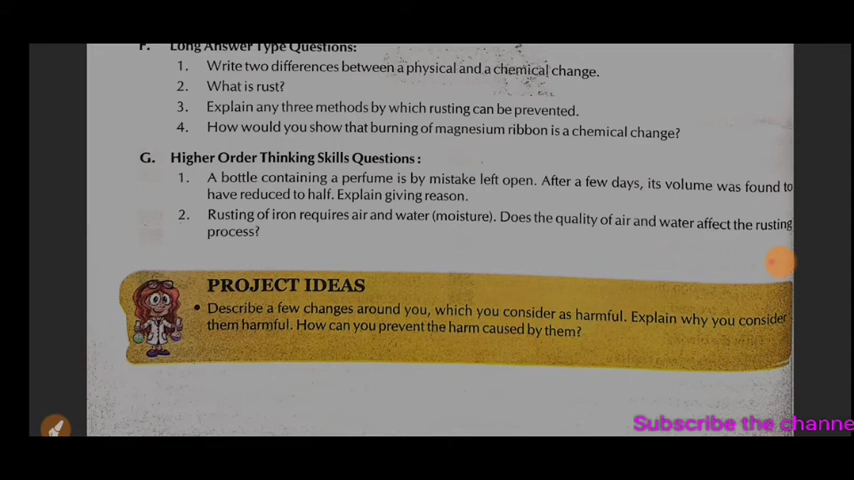 F. Long Answer Type Questions:
1. Write two differences between a physical and a chemical change.
2. What is rust?
3. Explain any three methods by which rusting can be prevented.
4. How would you show that burning of magnesium ribbon is a chemical change?
G. Higher Order Thinking Skills Questions :
1. A bottle containing a perfume is by mistake left open. After a few days, its volume was found to
have reduced to half. Explain giving reason.
2. Rusting of iron requires air and water (moisture). Does the quality of air and water affect the rusting
process?
PROJECT IDEAS
• Describe a few changes around you, which you consider as harmful. Explain why you consider
them harmful. How can you prevent the harm caused by them?
Subscribe the channe